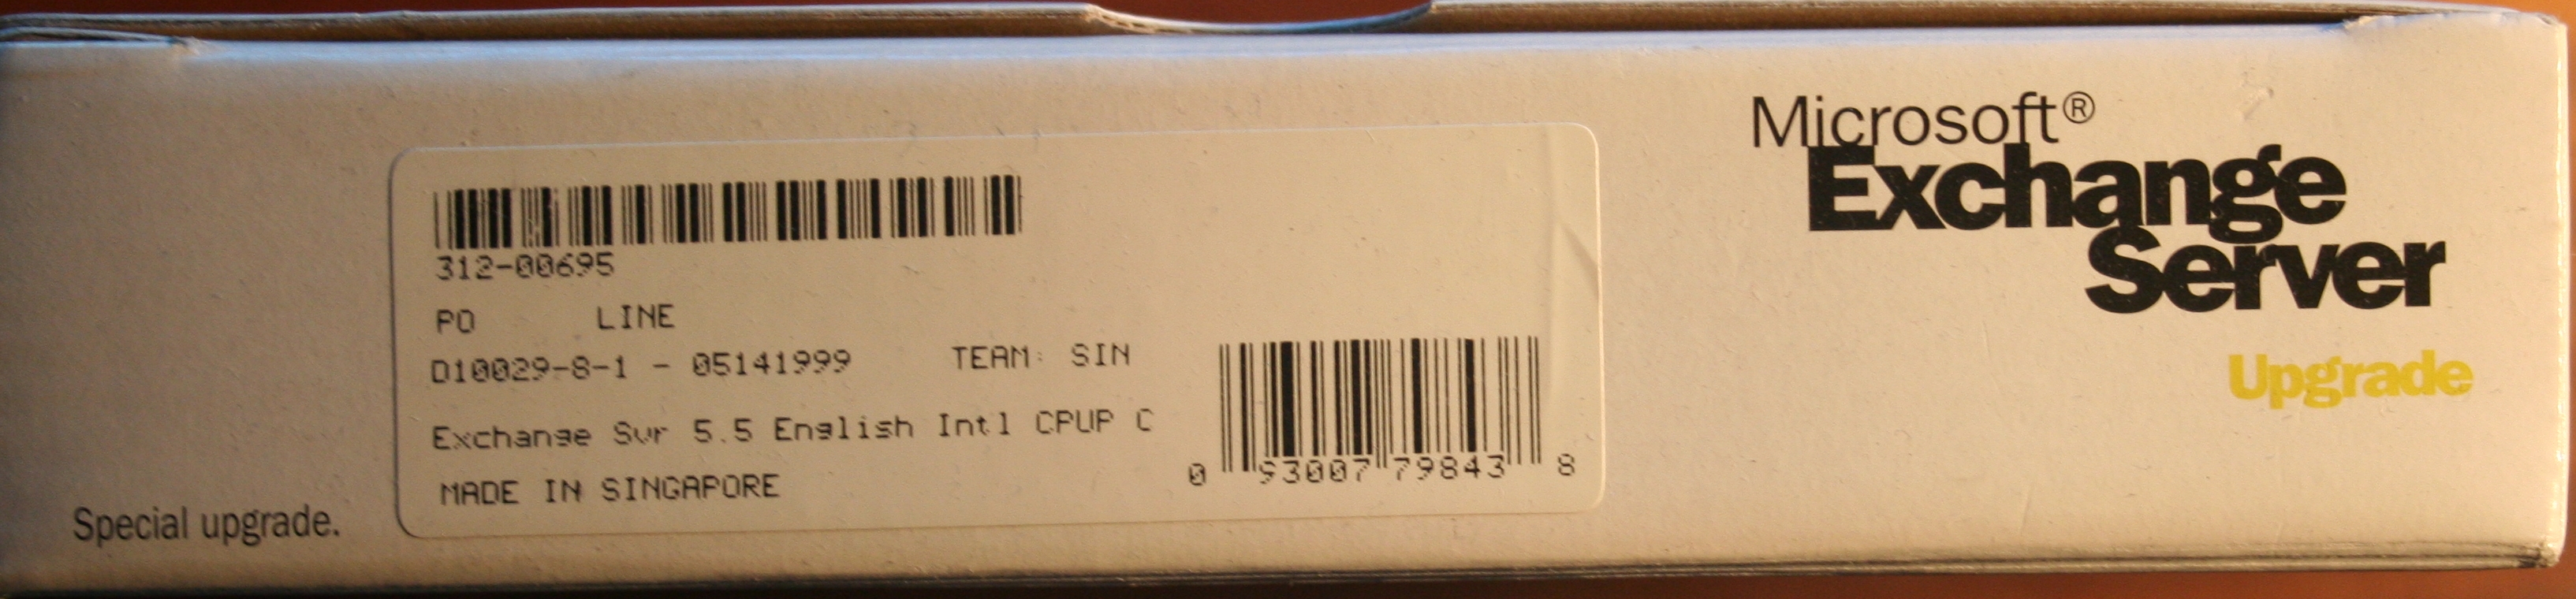 312-00695
PO LINE
D10029-8-1 - 05141999 TEAM: SIN
Exchange Svr 5.5 English Intl CPUP C
MADE IN SINGAPORE
0 93007 79843 8
Special upgrade.
Microsoft®
Exchange
Server
Upgrade